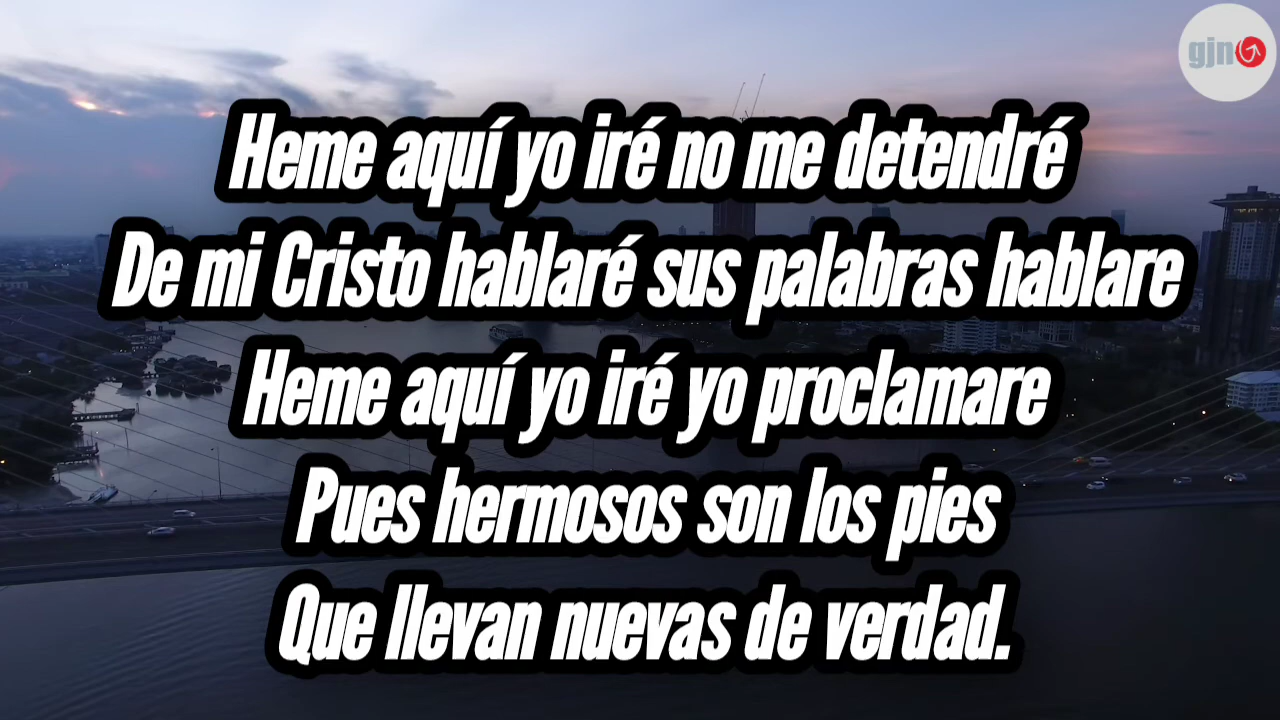 gjn
Heme aquí yo iré no me detendré
De mi Cristo hablaré sus palabras hablare
Heme aquí yo iré yo proclamare
Pues hermosos son los pies
Que llevan nuevas de verdad.